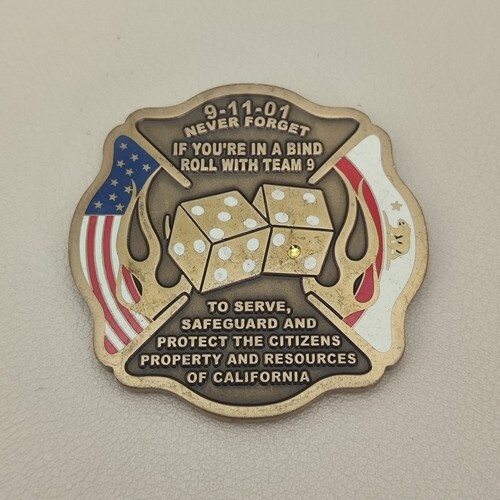 9-11-01
NEVER FORGET
IF YOU'RE IN A BIND
ROLL WITH TEAM 9
TO SERVE,
SAFEGUARD AND
PROTECT THE CITIZENS
PROPERTY AND RESOURCES
OF CALIFORNIA